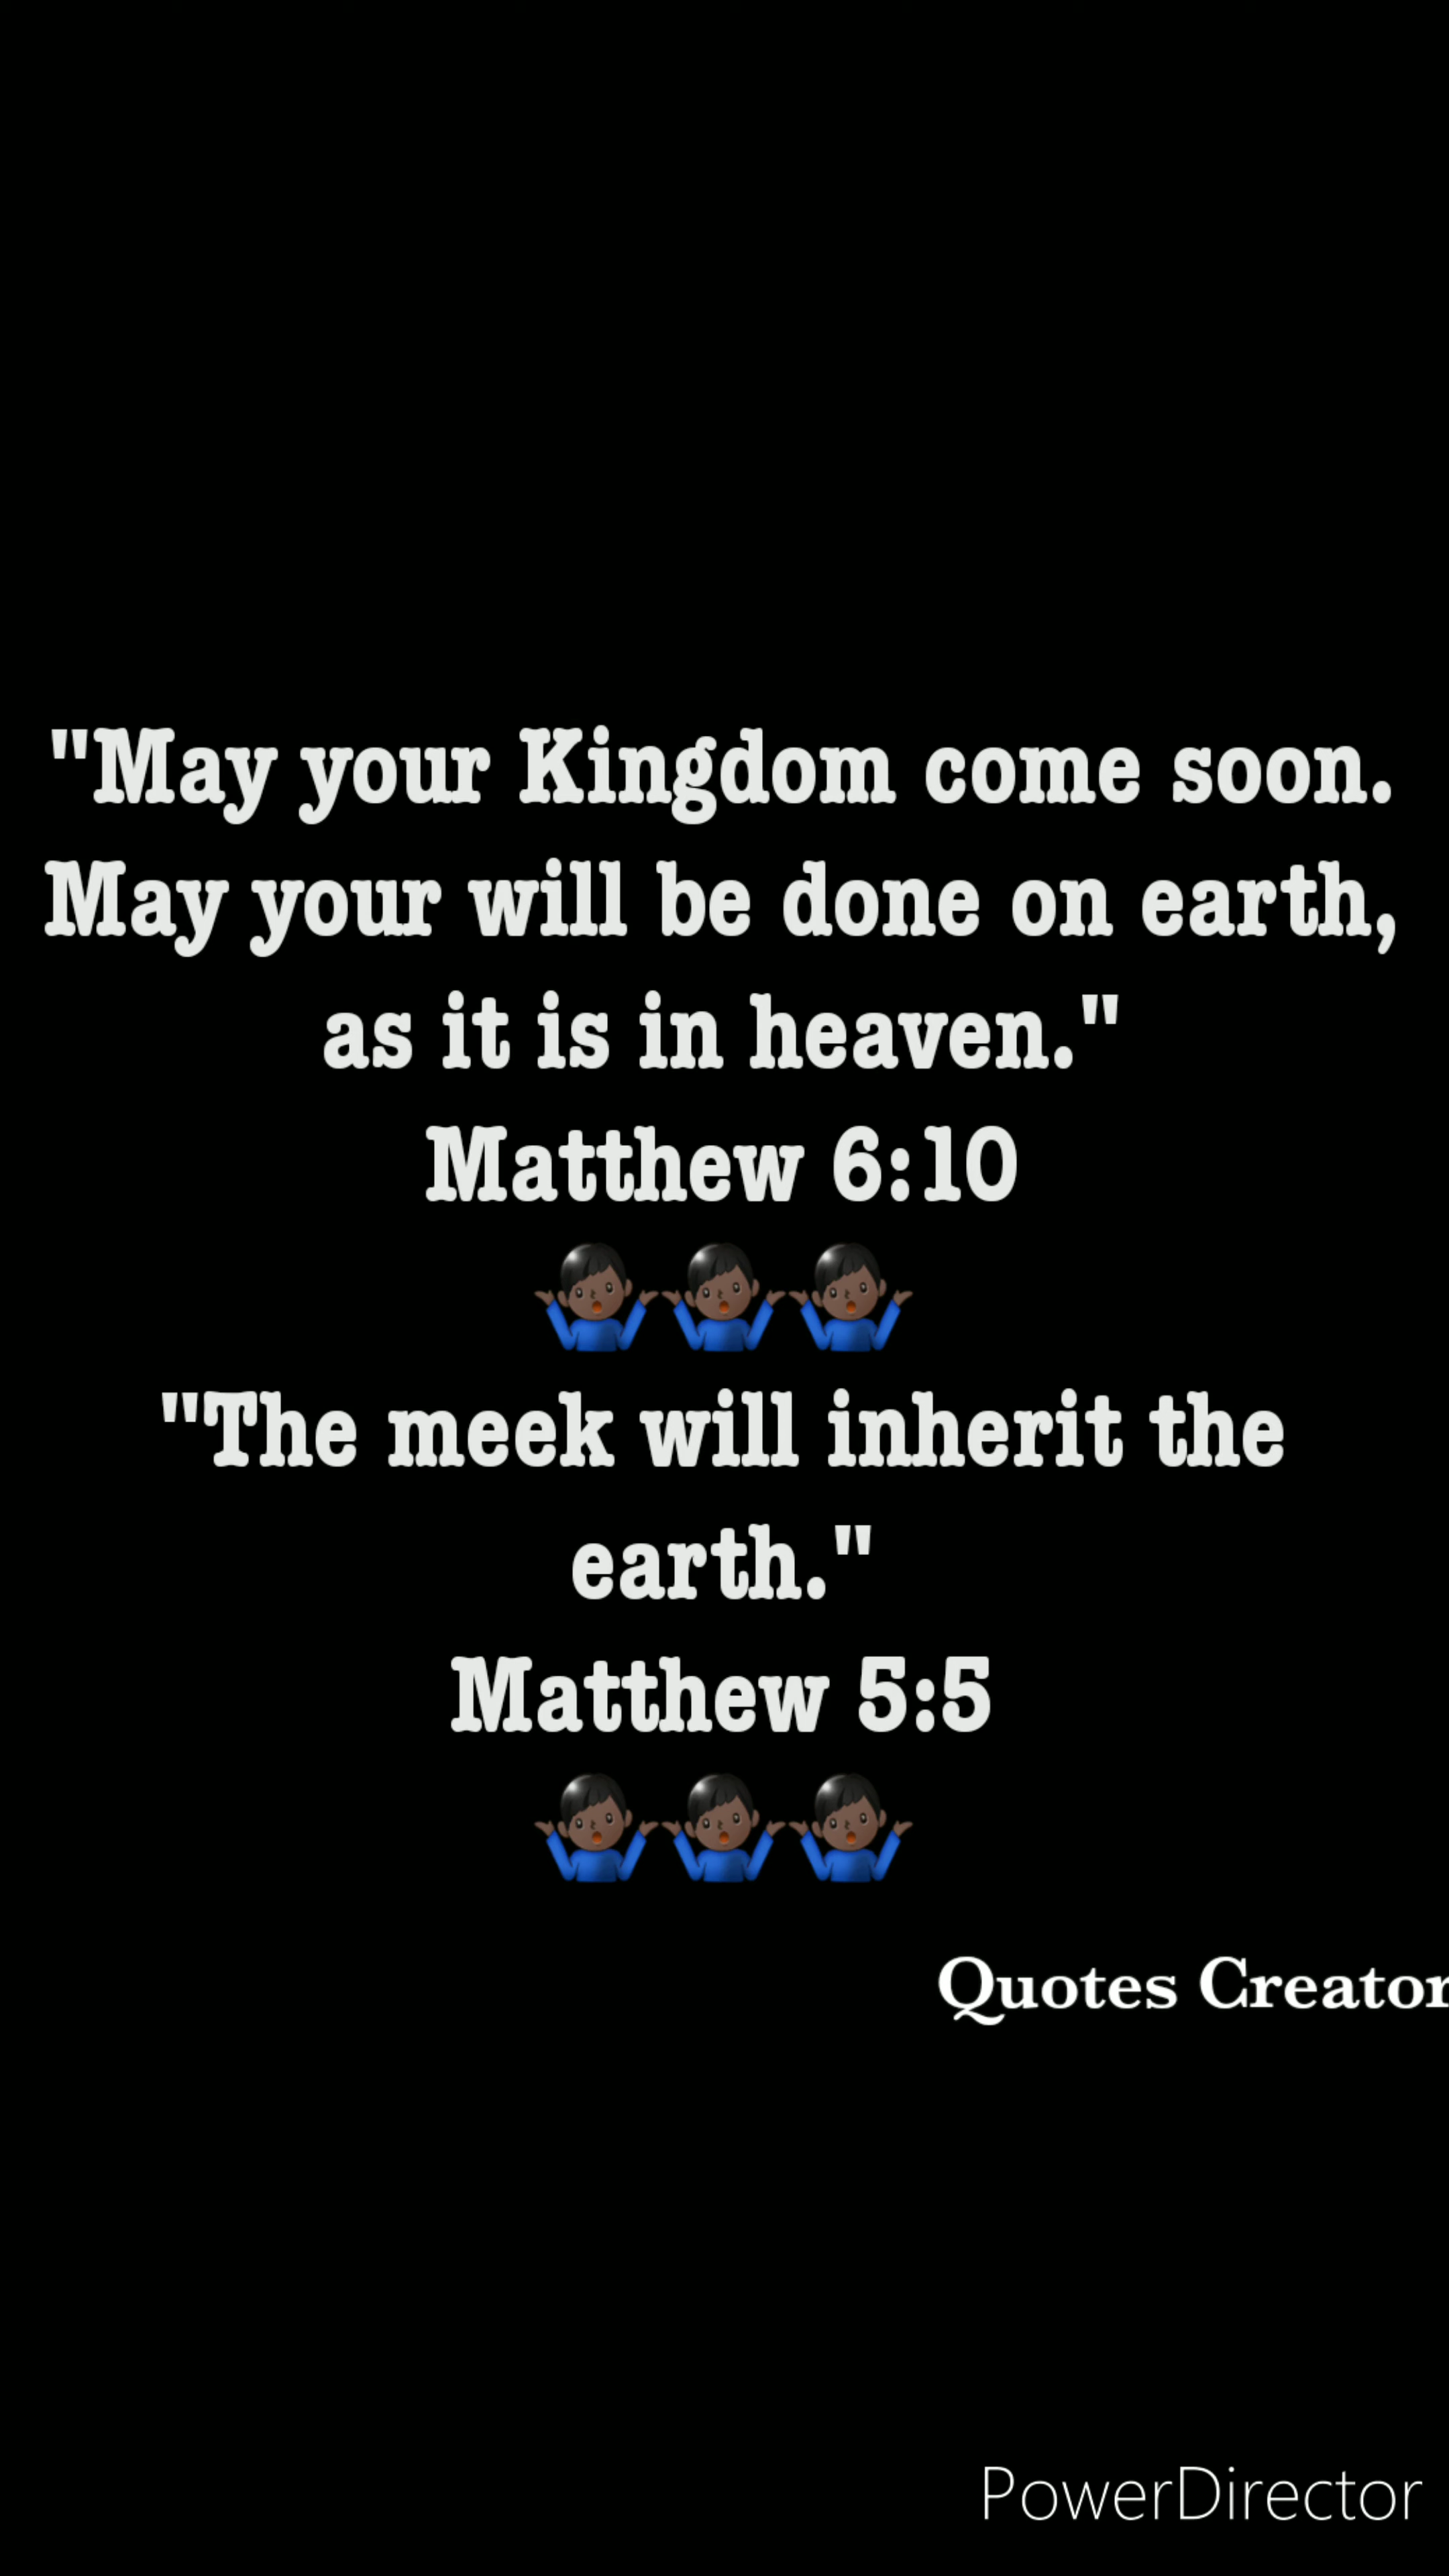 "May your Kingdom come soon.
May your will be done on earth,
as it is in heaven."
Matthew 6:10
🤷🏿‍♂️🤷🏿‍♂️🤷🏿‍♂️
"The meek will inherit the
earth."
Matthew 5:5
🤷🏿‍♂️🤷🏿‍♂️🤷🏿‍♂️
Quotes Creator
PowerDirector